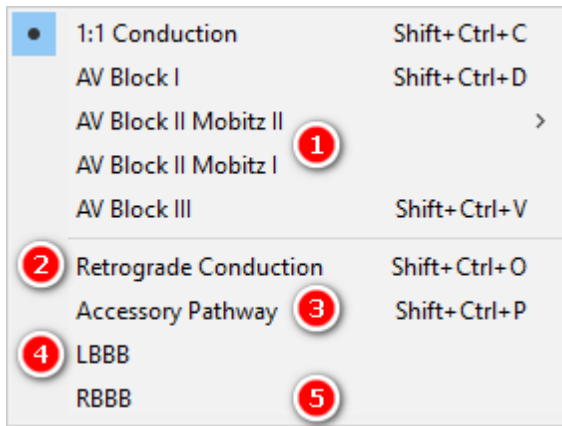 1:1 Conduction Shift+Ctrl+C
AV Block I Shift+Ctrl+D
AV Block II Mobitz II >
1
AV Block II Mobitz I
AV Block III Shift+Ctrl+V
2 Retrograde Conduction Shift+Ctrl+O
Accessory Pathway 3 Shift+Ctrl+P
4 LBBB
RBBB 5